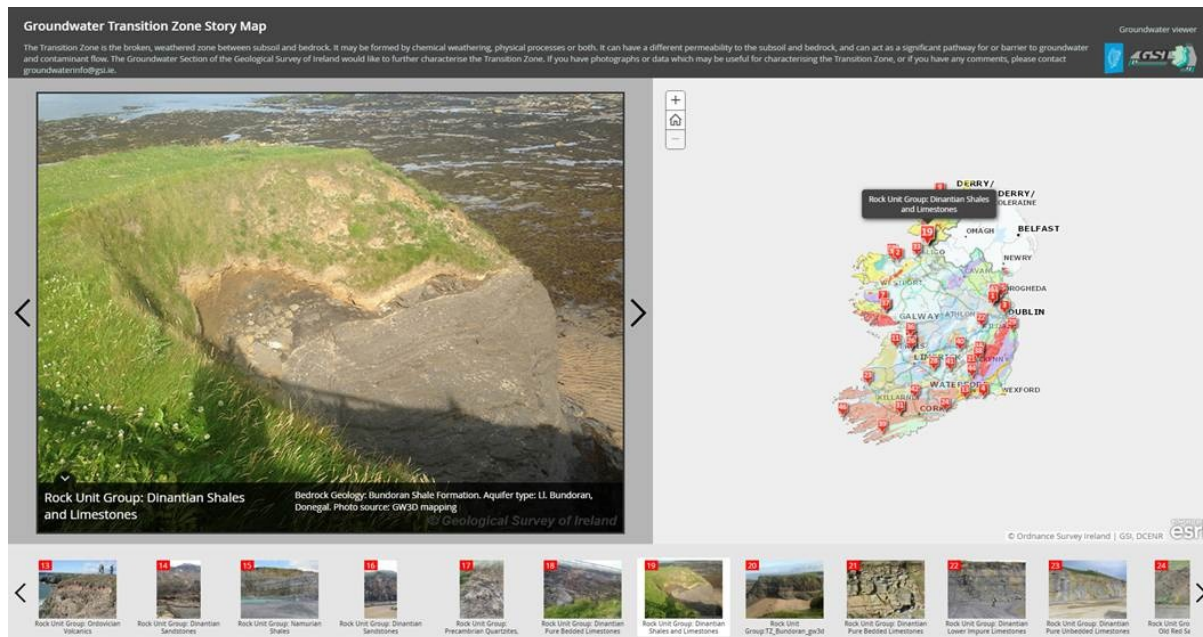 Groundwater Transition Zone Story Map
Groundwater viewer
The Transition Zone is the broken, weathered zone between subsoil and bedrock. It may be formed by chemical weathering, physical processes or both. It can have a different permeability to the subsoil and bedrock, and can act as a significant pathway for or barrier to groundwater
and contaminant flow. The Groundwater Section of the Geological Survey of Ireland would like to further characterise the Transition Zone. If you have photographs or data which may be useful for characterising the Transition Zone, or if you have any comments, please contact
groundwaterinfo@gsi.ie.
GSI
Rock Unit Group: Dinantian Shales
and Limestones
Bedrock Geology: Bundoran Shale Formation. Aquifer type: Ll. Bundoran,
Donegal. Photo source: GW3D mapping
© Geological Survey of Ireland
DERRY/
DERRY/
OLERAINE
Rock Unit Group: Dinantian Shales
and Limestones
19
OMAGH
BELFAST
LIGO
NEWRY
CAVAN
WESTPORT
ROGHEDA
DUBLIN
GALWAY
ATHLON
WATERFORD
WEXFORD
KILLARNEY
CORK
© Ordnance Survey Ireland | GSI, DCENR
esri
13
Rock Unit Group: Ordovician
Volcanics
14
Rock Unit Group: Dinantian
Sandstones
15
Rock Unit Group: Namurian
Shales
16
Rock Unit Group: Dinantian
Sandstones
17
Rock Unit Group:
Precambrian Quartzites,
18
Rock Unit Group: Dinantian
Pure Bedded Limestones
19
Rock Unit Group: Dinantian
Shales and Limestones
20
Rock Unit
Group:TZ_Bundoran_gw3d
21
Rock Unit Group: Dinantian
Pure Bedded Limestones
22
Rock Unit Group: Dinantian
Lower Impure Limestones
23
Rock Unit Group: Dinantian
Pure Unbedded Limestones
24
Rock Unit Gro
Old Red